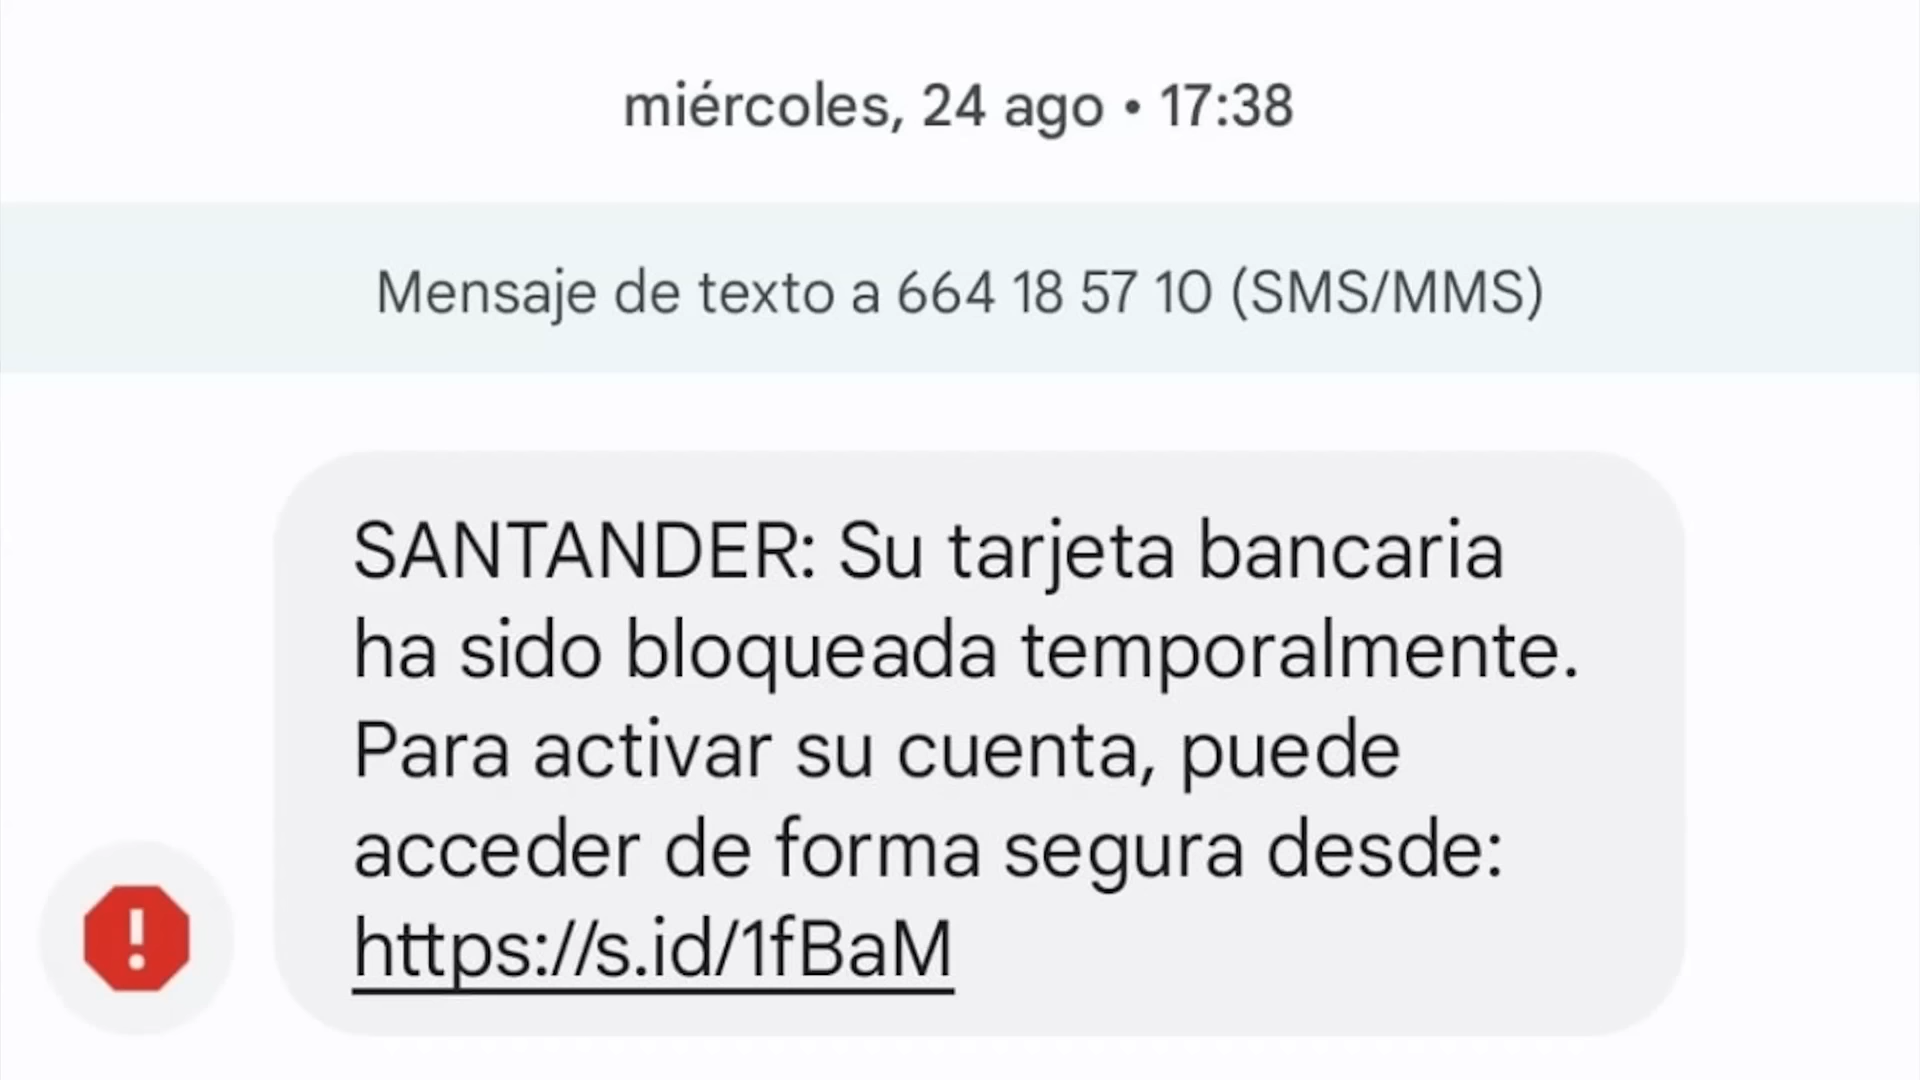 miércoles, 24 ago • 17:38
Mensaje de texto a 664 18 57 10 (SMS/MMS)
SANTANDER: Su tarjeta bancaria
ha sido bloqueada temporalmente.
Para activar su cuenta, puede
acceder de forma segura desde:
https://s.id/1fBaM
!